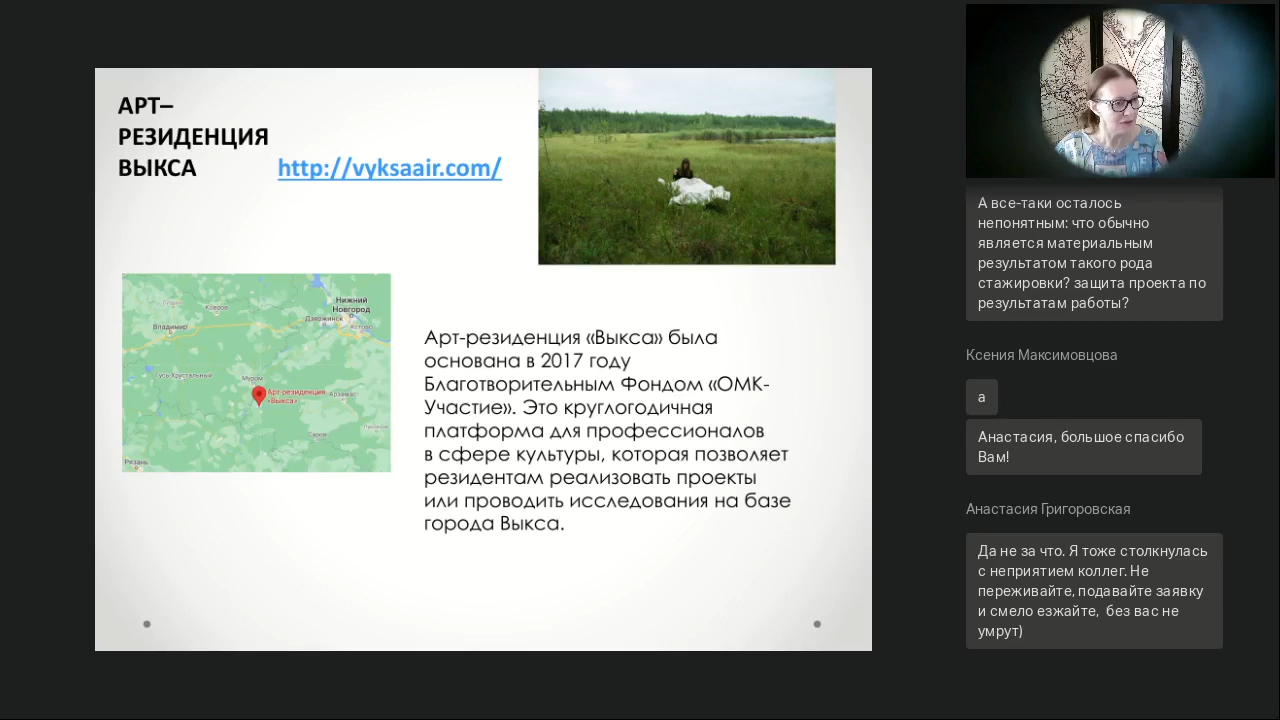 АРТ–
РЕЗИДЕНЦИЯ
ВЫКСА http://vyksaair.com/
Нижний
Новгород
Ковров
Дзержинск
Кстово
Владимир
Гусь-Хрустальный
Муром
Арт-резиденция
«Выкса»
Арзамас
Саров
Рязань
Арт-резиденция «Выкса» была
основана в 2017 году
Благотворительным Фондом «ОМК-
Участие». Это круглогодичная
платформа для профессионалов
в сфере культуры, которая позволяет
резидентам реализовать проекты
или проводить исследования на базе
города Выкса.
А все-таки осталось
непонятным: что обычно
является материальным
результатом такого рода
стажировки? защита проекта по
результатам работы?
Ксения Максимовцова
а
Анастасия, большое спасибо
Вам!
Анастасия Григоровская
Да не за что. Я тоже столкнулась
с неприятием коллег. Не
переживайте, подавайте заявку
и смело езжайте, без вас не
умрут)